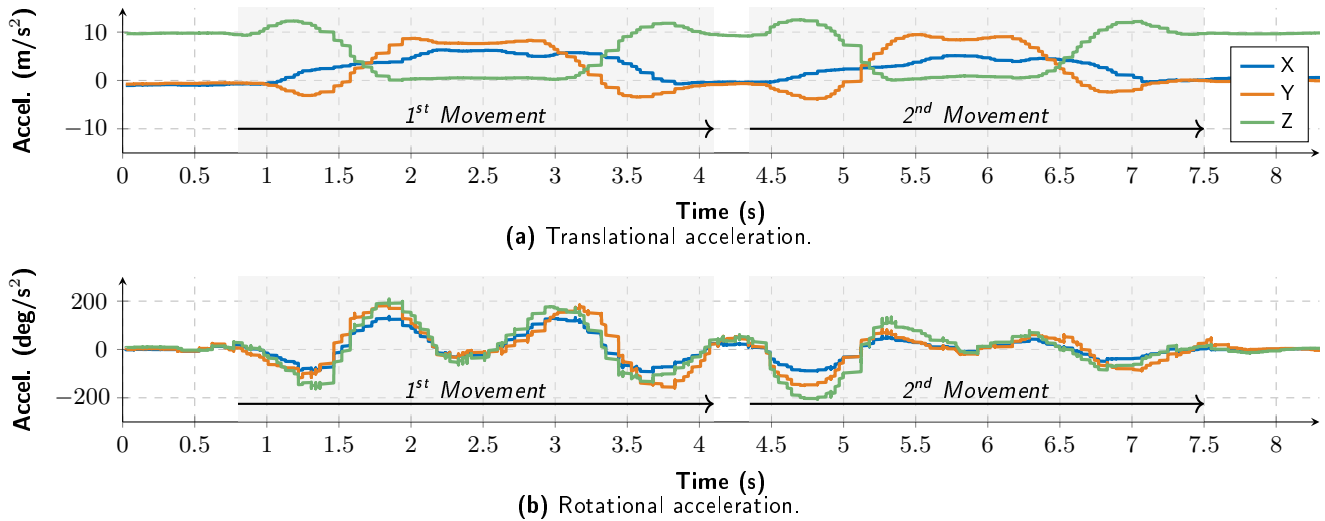 10
0
−10
Accel. (m/s²)
1st Movement
2nd Movement
X
Y
Z
0 0.5 1 1.5 2 2.5 3 3.5 4 4.5 5 5.5 6 6.5 7 7.5 8
Time (s)
(a) Translational acceleration.
200
0
−200
Accel. (deg/s²)
1st Movement
2nd Movement
0 0.5 1 1.5 2 2.5 3 3.5 4 4.5 5 5.5 6 6.5 7 7.5 8
Time (s)
(b) Rotational acceleration.